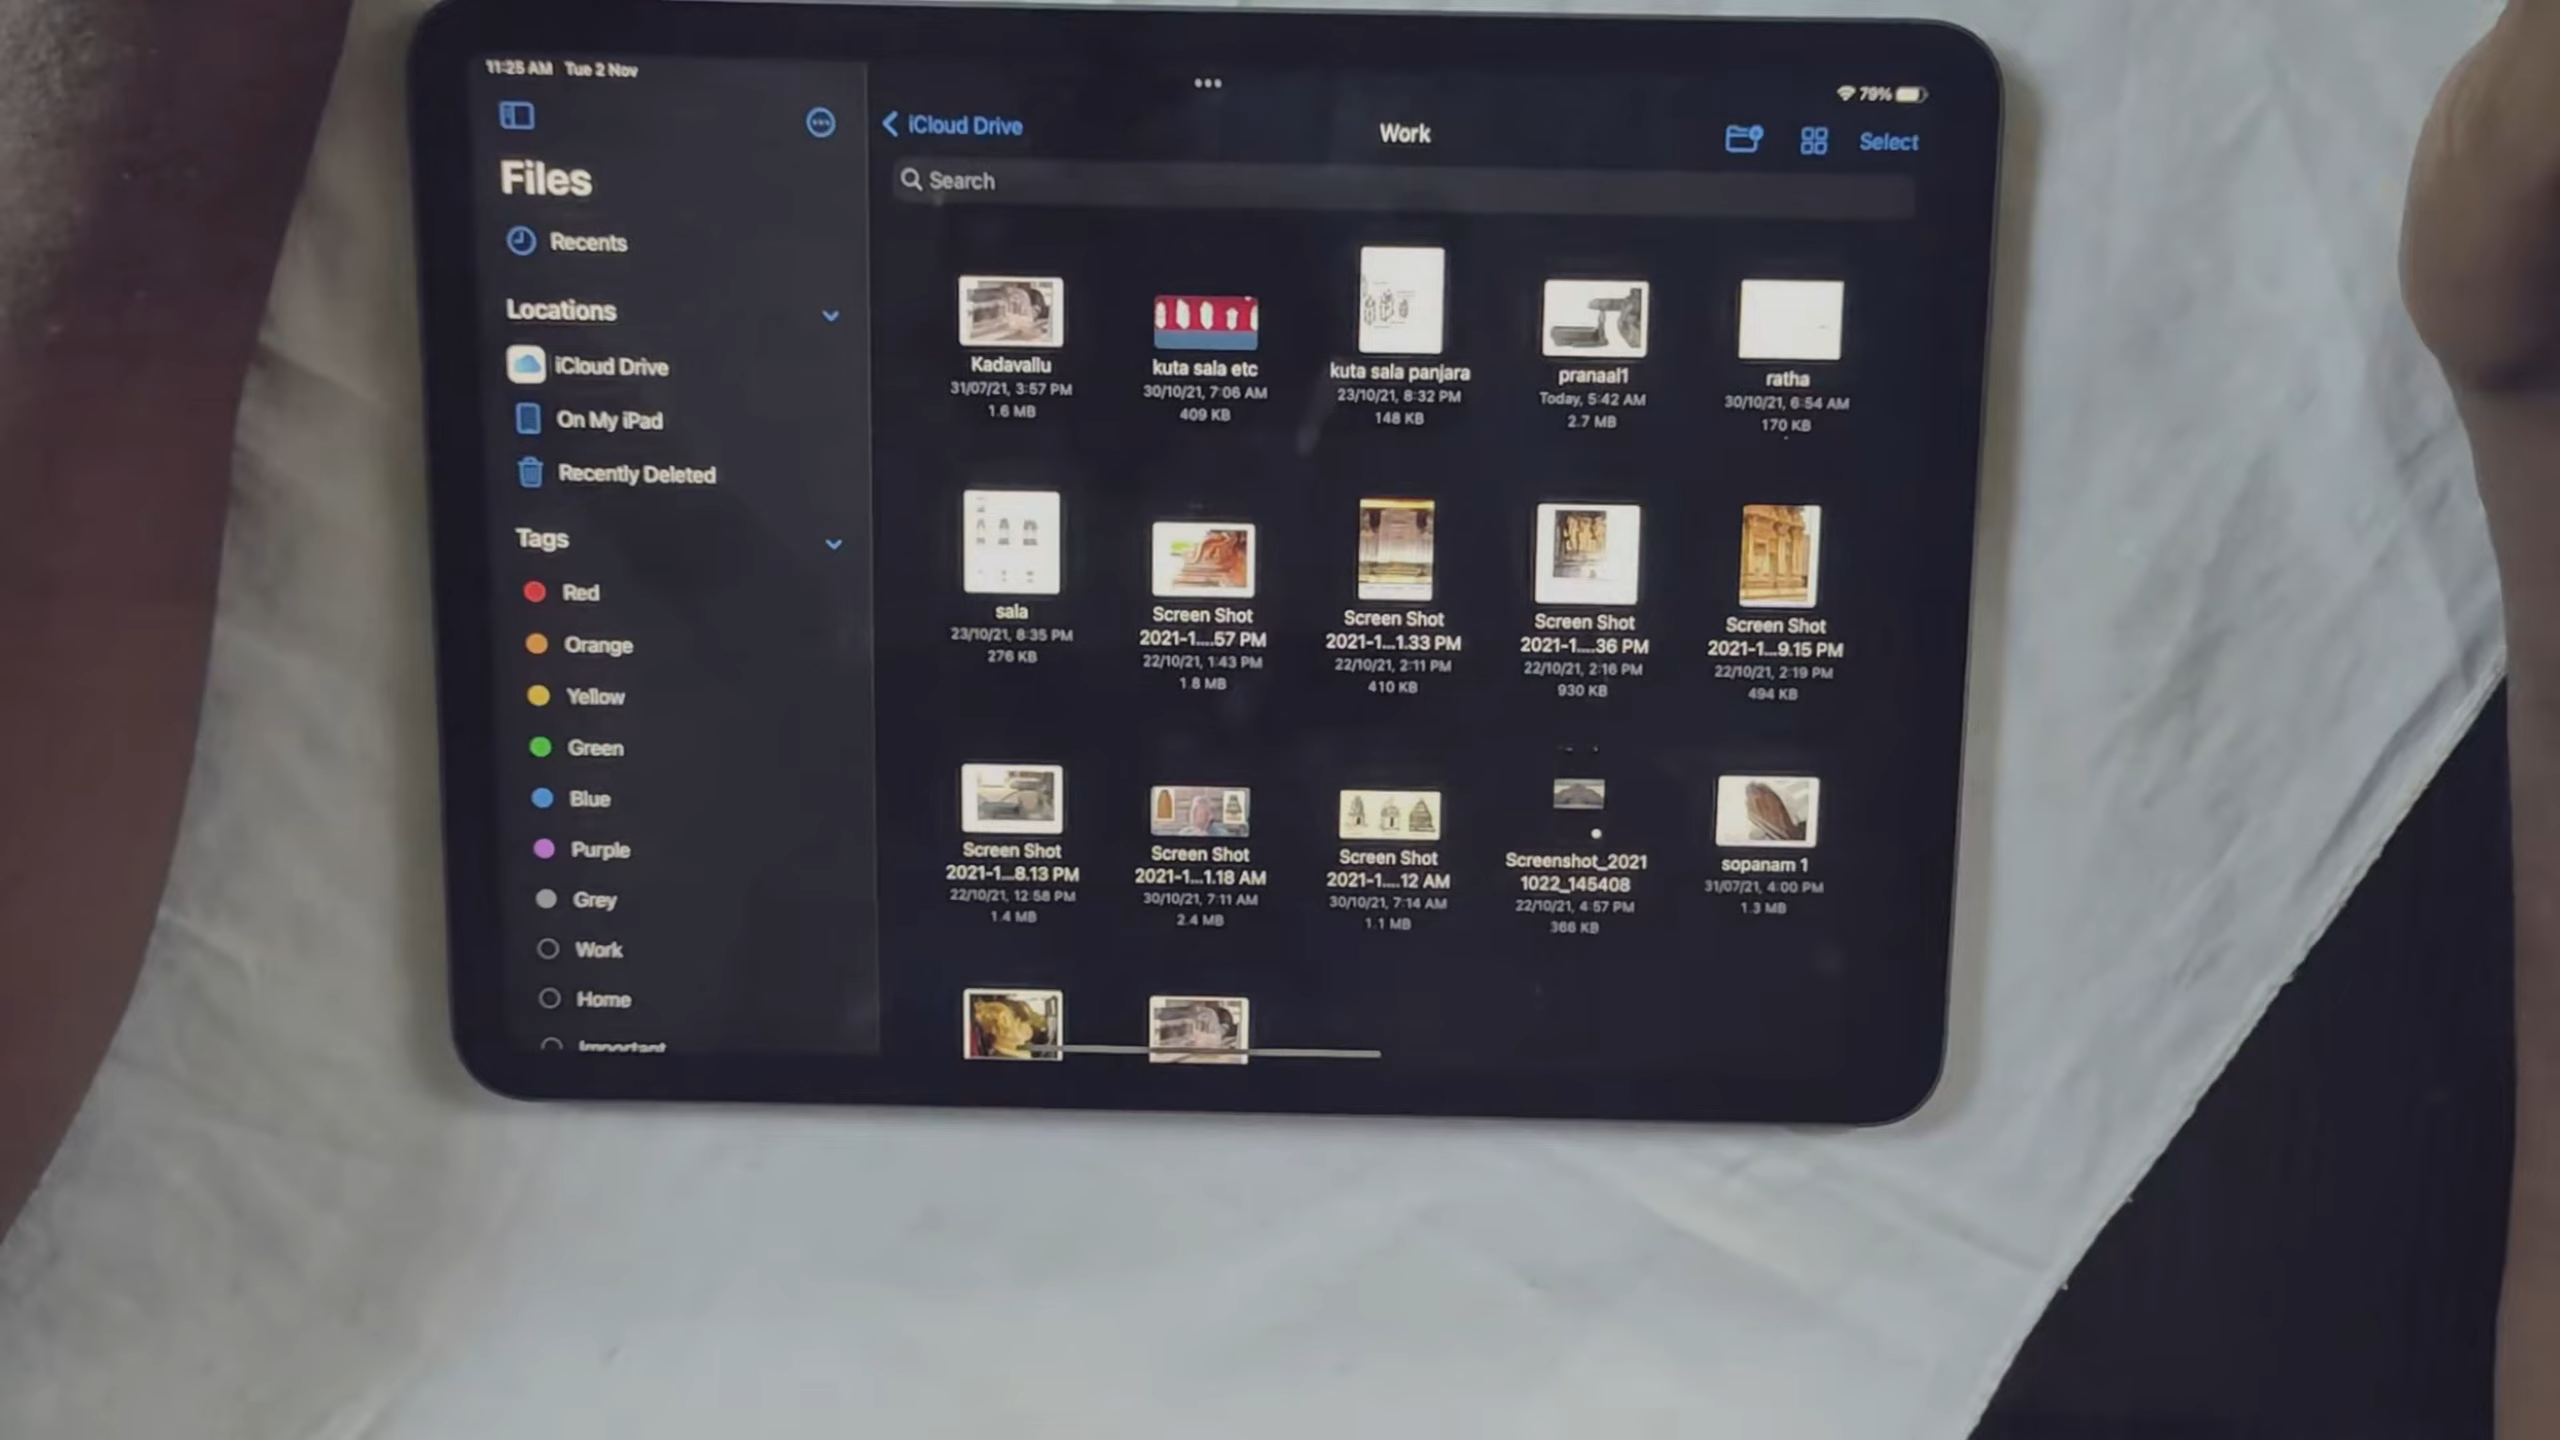 11:25 AM Tue 2 Nov
79%
Files
Recents
Locations
iCloud Drive
On My iPad
Recently Deleted
Tags
Red
Orange
Yellow
Green
Blue
Purple
Grey
Work
Home
Important
iCloud Drive
Work
Select
Search
Kadavallu
31/07/21, 3:57 PM
1.6 MB
kuta sala etc
30/10/21, 7:06 AM
409 KB
kuta sala panjara
23/10/21, 8:32 PM
148 KB
pranaal1
Today, 5:42 AM
2.7 MB
ratha
30/10/21, 6:54 AM
170 KB
sala
23/10/21, 8:35 PM
276 KB
Screen Shot
2021-1....57 PM
22/10/21, 1:43 PM
1.8 MB
Screen Shot
2021-1...1.33 PM
22/10/21, 2:11 PM
410 KB
Screen Shot
2021-1....36 PM
22/10/21, 2:16 PM
930 KB
Screen Shot
2021-1...9.15 PM
22/10/21, 2:19 PM
494 KB
Screen Shot
2021-1...8.13 PM
22/10/21, 12:58 PM
1.4 MB
Screen Shot
2021-1...1.18 AM
30/10/21, 7:11 AM
2.4 MB
Screen Shot
2021-1....12 AM
30/10/21, 7:14 AM
1.1 MB
Screenshot_2021
1022_145408
22/10/21, 4:57 PM
366 KB
sopanam 1
31/07/21, 4:00 PM
1.3 MB